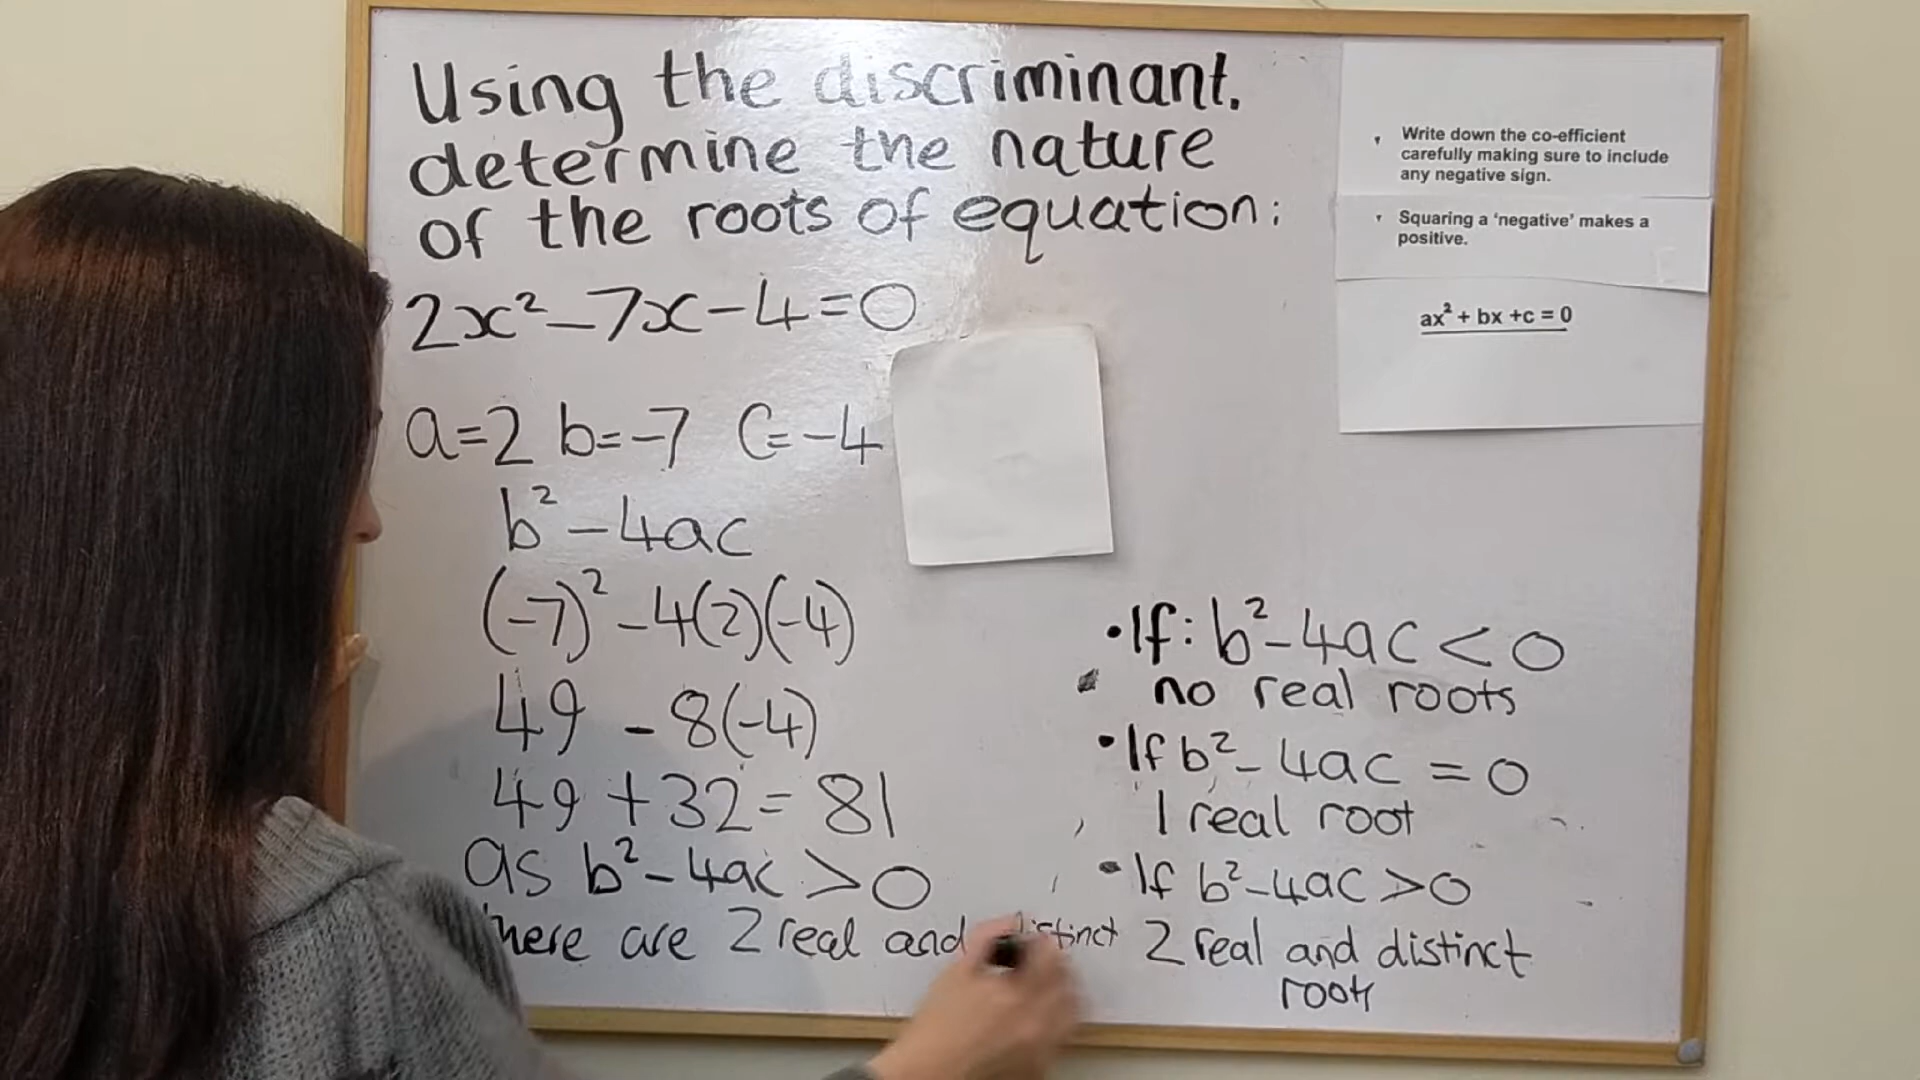 Using the discriminant.
determine the nature
of the roots of equation:
2x² - 7x - 4 = 0
a = 2 b = -7 c = -4
b² - 4ac
(-7)² - 4(2)(-4)
49 - 8(-4)
49 + 32 = 81
as b² - 4ac > 0
there are 2 real and distinct
Write down the co-efficient
carefully making sure to include
any negative sign.
Squaring a 'negative' makes a
positive.
ax² + bx +c = 0
• If: b² - 4ac < 0
no real roots
• If b² - 4ac = 0
1 real root
• If b² - 4ac > 0
2 real and distinct
roots